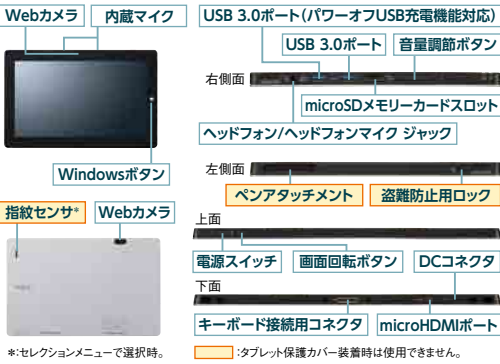 Webカメラ
内蔵マイク
USB 3.0ポート(パワーオフUSB充電機能対応)
USB 3.0ポート
音量調節ボタン
右側面
microSDメモリーカードスロット
ヘッドフォン/ヘッドフォンマイク ジャック
Windowsボタン
左側面
ペンアタッチメント
盗難防止用ロック
指紋センサ*
Webカメラ
上面
電源スイッチ
画面回転ボタン
DCコネクタ
下面
キーボード接続用コネクタ
microHDMIポート
*:セレクションメニューで選択時。
:タブレット保護カバー装着時は使用できません。